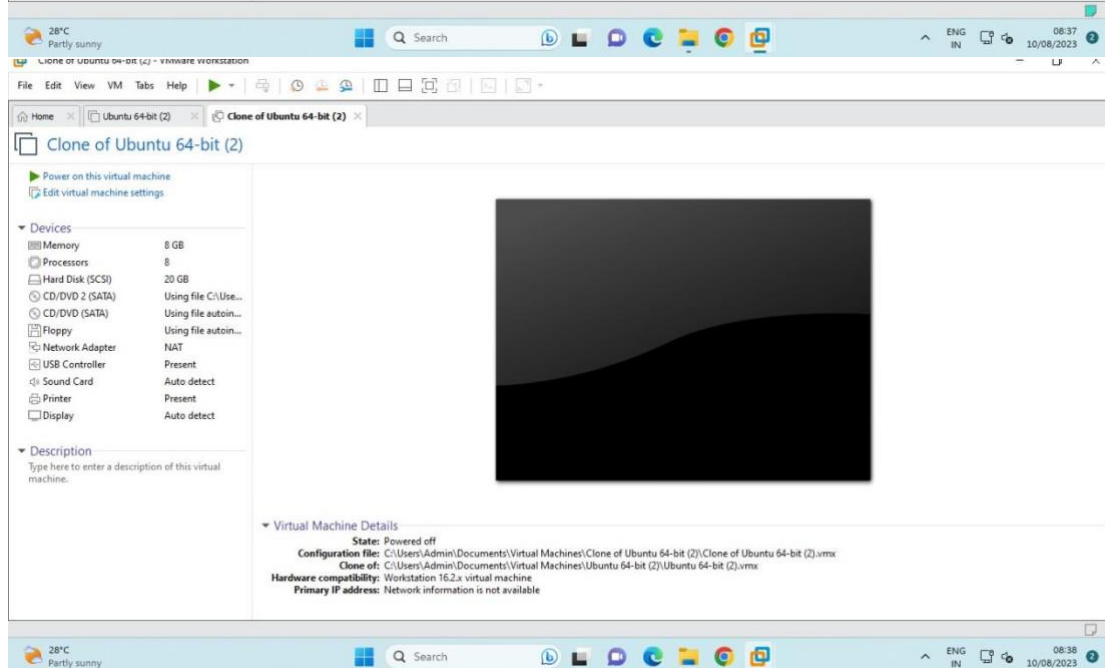 28°C
Partly sunny
Search
ENG
IN
08:37
10/08/2023
2
Clone of Ubuntu 64-bit (2) - VMware Workstation
File Edit View VM Tabs Help
Home Ubuntu 64-bit (2) Clone of Ubuntu 64-bit (2)
Clone of Ubuntu 64-bit (2)
Power on this virtual machine
Edit virtual machine settings
Devices
Memory 8 GB
Processors 8
Hard Disk (SCSI) 20 GB
CD/DVD 2 (SATA) Using file C:\Use...
CD/DVD (SATA) Using file autoin...
Floppy Using file autoin...
Network Adapter NAT
USB Controller Present
Sound Card Auto detect
Printer Present
Display Auto detect
Description
Type here to enter a description of this virtual
machine.
Virtual Machine Details
State: Powered off
Configuration file: C:\Users\Admin\Documents\Virtual Machines\Clone of Ubuntu 64-bit (2)\Clone of Ubuntu 64-bit (2).vmx
Clone of: C:\Users\Admin\Documents\Virtual Machines\Ubuntu 64-bit (2)\Ubuntu 64-bit (2).vmx
Hardware compatibility: Workstation 16.2.x virtual machine
Primary IP address: Network information is not available
28°C
Partly sunny
Search
ENG
IN
08:38
10/08/2023
2